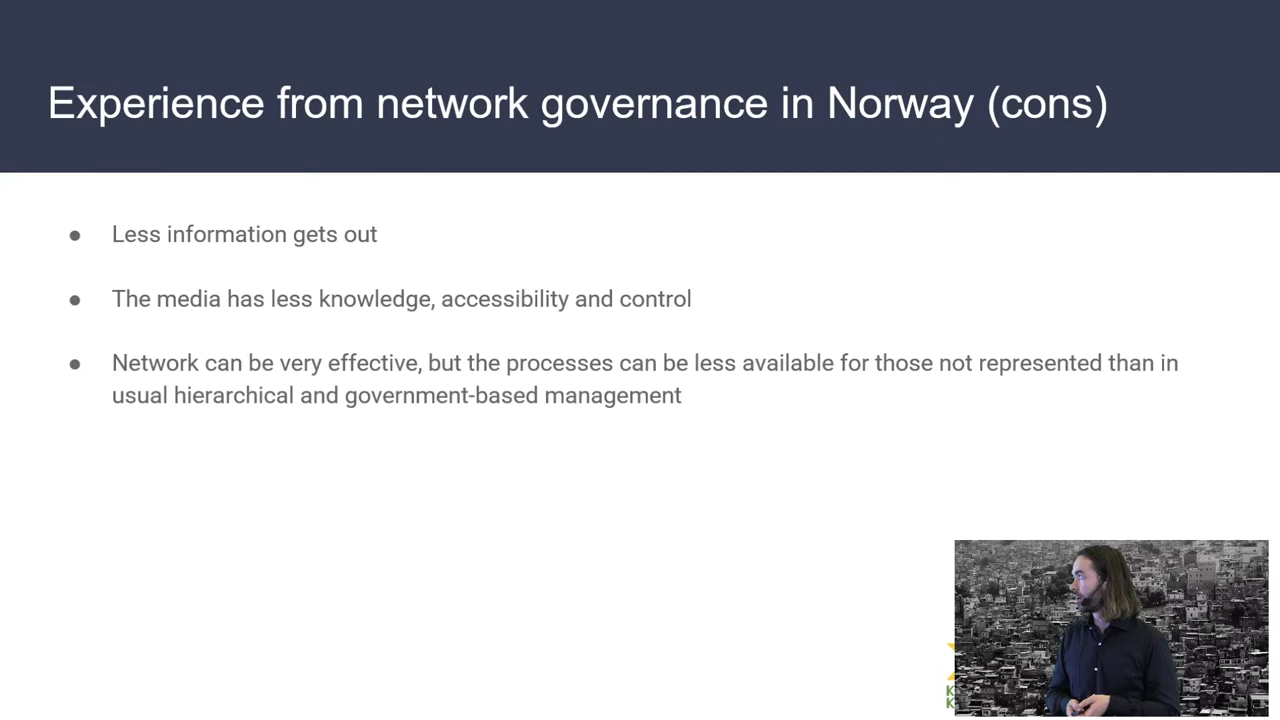 Experience from network governance in Norway (cons)
Less information gets out
The media has less knowledge, accessibility and control
Network can be very effective, but the processes can be less available for those not represented than in
usual hierarchical and government-based management